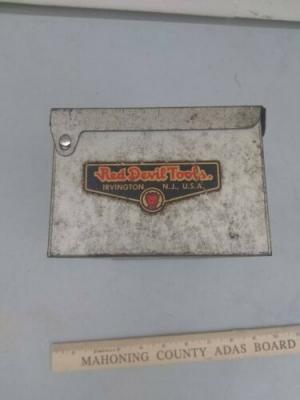 Red Devil Tools.
IRVINGTON N.J., U.S.A.
MAHONING COUNTY ADAS BOARD